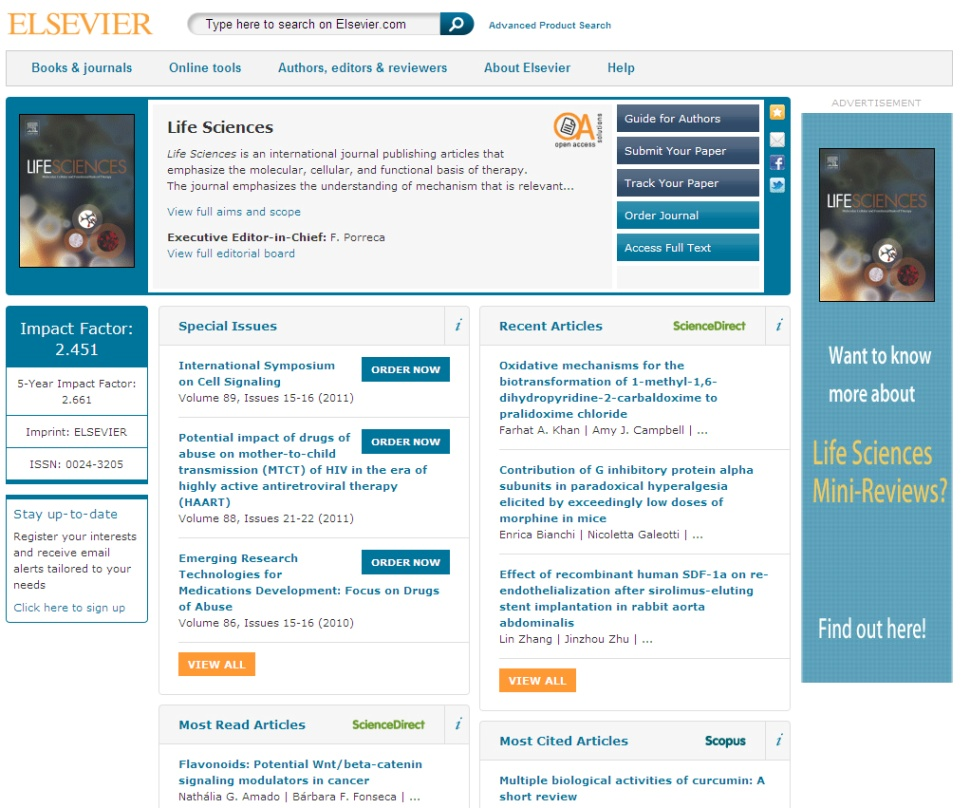 ELSEVIER
Type here to search on Elsevier.com
Advanced Product Search
Books & journals
Online tools
Authors, editors & reviewers
About Elsevier
Help
LIFESCIENCES
Life Sciences
Life Sciences is an international journal publishing articles that
emphasize the molecular, cellular, and functional basis of therapy.
The journal emphasizes the understanding of mechanism that is relevant...
View full aims and scope
Executive Editor-in-Chief: F. Porreca
View full editorial board
OA
open access
solutions
Guide for Authors
Submit Your Paper
Track Your Paper
Order Journal
Access Full Text
ADVERTISEMENT
LIFESCIENCES
Want to know
more about
Life Sciences
Mini-Reviews?
Find out here!
Impact Factor:
2.451
5-Year Impact Factor:
2.661
Imprint: ELSEVIER
ISSN: 0024-3205
Stay up-to-date
Register your interests
and receive email
alerts tailored to your
needs
Click here to sign up
Special Issues
i
International Symposium
on Cell Signaling
Volume 89, Issues 15-16 (2011)
ORDER NOW
Potential impact of drugs of
abuse on mother-to-child
transmission (MTCT) of HIV in the era of
highly active antiretroviral therapy
(HAART)
Volume 88, Issues 21-22 (2011)
ORDER NOW
Emerging Research
Technologies for
Medications Development: Focus on Drugs
of Abuse
Volume 86, Issues 15-16 (2010)
ORDER NOW
VIEW ALL
Most Read Articles
ScienceDirect
i
Flavonoids: Potential Wnt/beta-catenin
signaling modulators in cancer
Nathália G. Amado | Bárbara F. Fonseca | ...
Recent Articles
ScienceDirect
i
Oxidative mechanisms for the
biotransformation of 1-methyl-1,6-
dihydropyridine-2-carbaldoxime to
pralidoxime chloride
Farhat A. Khan | Amy J. Campbell | ...
Contribution of G inhibitory protein alpha
subunits in paradoxical hyperalgesia
elicited by exceedingly low doses of
morphine in mice
Enrica Bianchi | Nicoletta Galeotti | ...
Effect of recombinant human SDF-1a on re-
endothelialization after sirolimus-eluting
stent implantation in rabbit aorta
abdominalis
Lin Zhang | Jinzhou Zhu | ...
VIEW ALL
Most Cited Articles
Scopus
i
Multiple biological activities of curcumin: A
short review